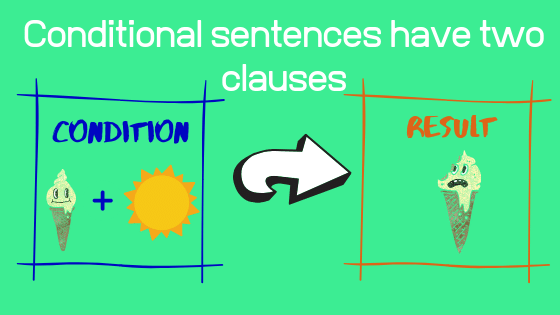 Conditional sentences have two
clauses
CONDITION
RESULT
+